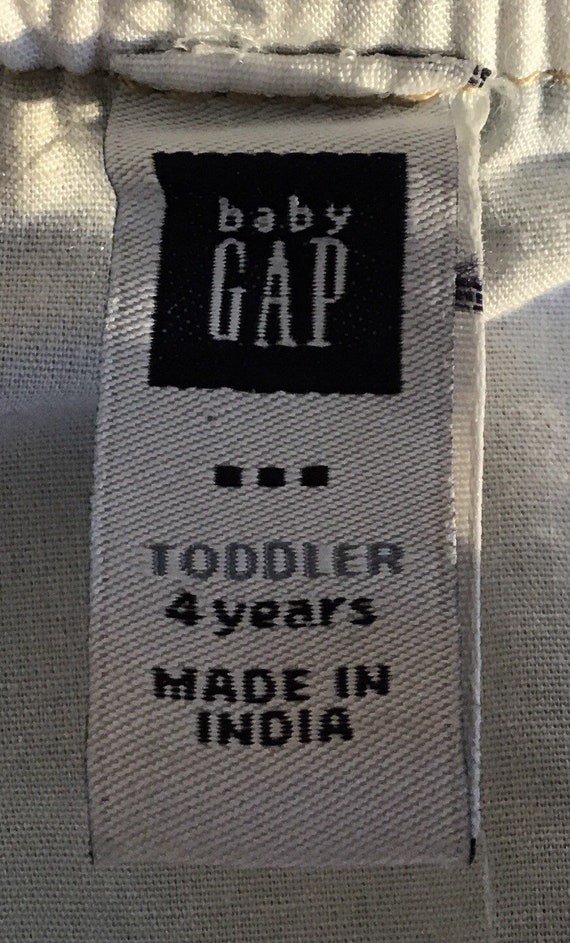 baby
GAP
TODDLER
4 years
MADE IN
INDIA